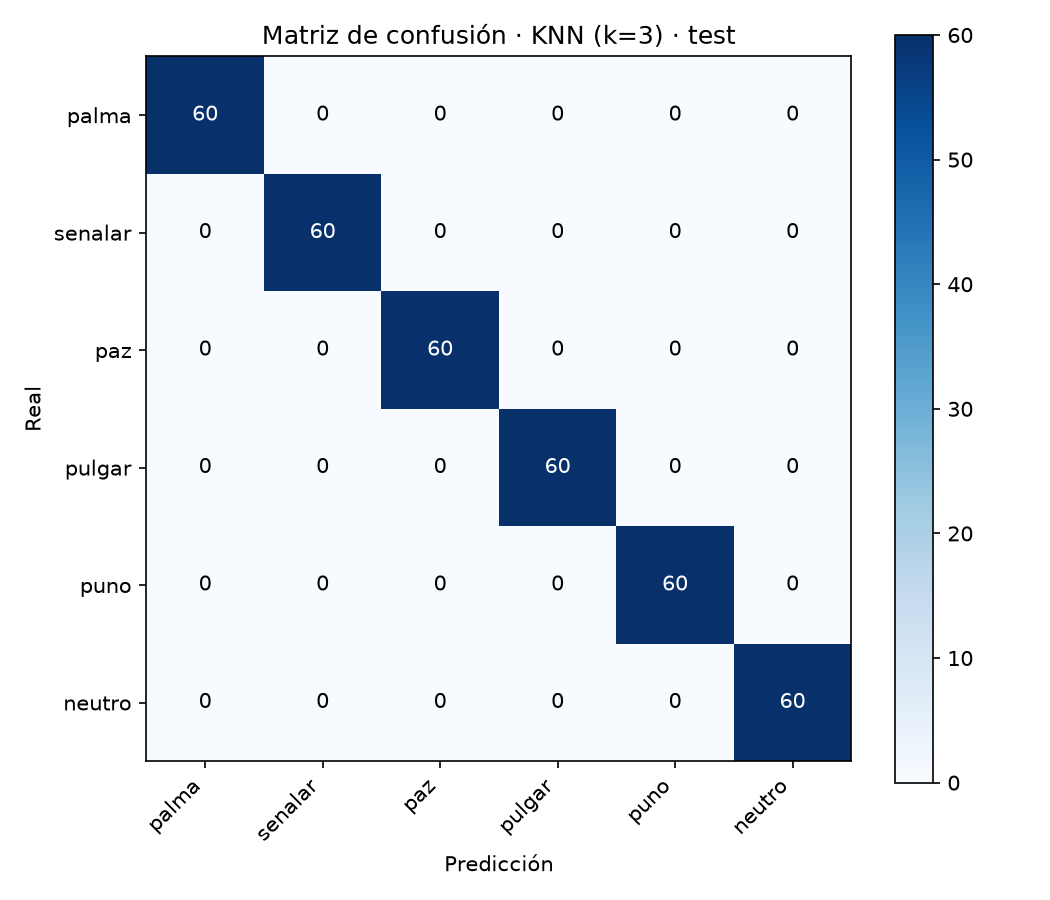 Matriz de confusión · KNN (k=3) · test
palma 60 0 0 0 0 0
senalar 0 60 0 0 0 0
paz 0 0 60 0 0 0
pulgar 0 0 0 60 0 0
puno 0 0 0 0 60 0
neutro 0 0 0 0 0 60
Real
palma senalar paz pulgar puno neutro
Predicción
60
50
40
30
20
10
0